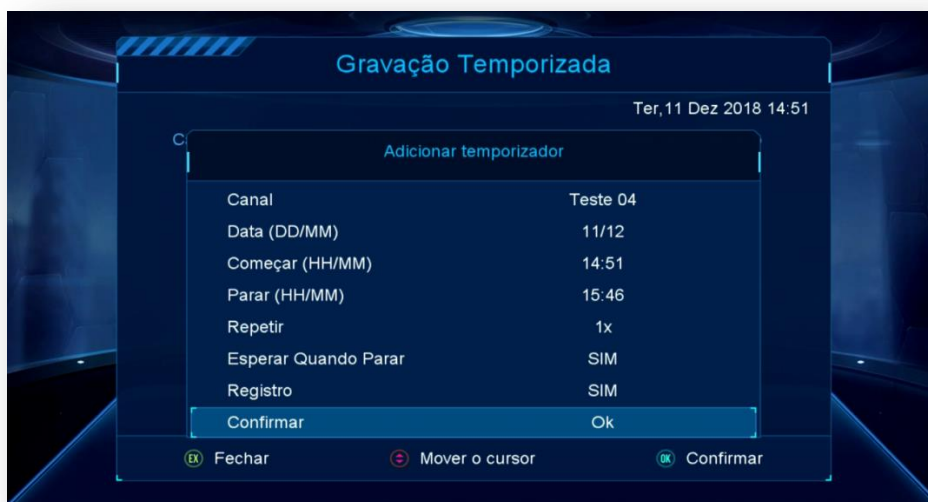 Gravação Temporizada
Ter,11 Dez 2018 14:51
C
Adicionar temporizador
Canal Teste 04
Data (DD/MM) 11/12
Começar (HH/MM) 14:51
Parar (HH/MM) 15:46
Repetir 1x
Esperar Quando Parar SIM
Registro SIM
Confirmar Ok
EX Fechar Mover o cursor OK Confirmar